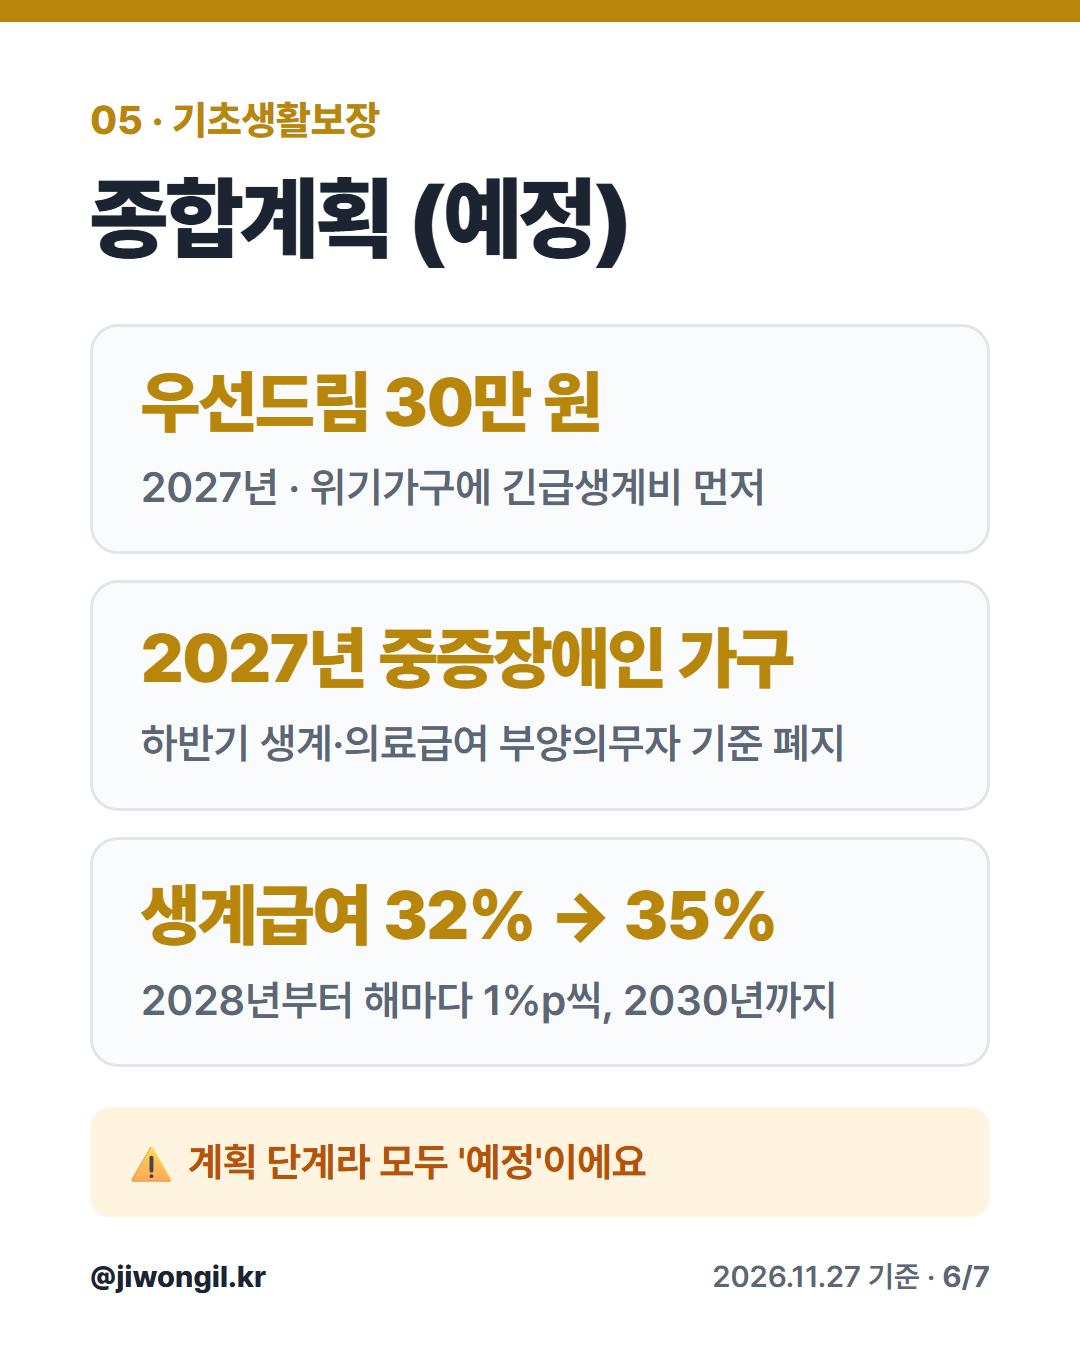 05 · 기초생활보장
종합계획 (예정)
우선드림 30만 원
2027년 · 위기가구에 긴급생계비 먼저
2027년 중증장애인 가구
하반기 생계·의료급여 부양의무자 기준 폐지
생계급여 32% → 35%
2028년부터 해마다 1%p씩, 2030년까지
⚠️ 계획 단계라 모두 '예정'이에요
@jiwongil.kr
2026.11.27 기준 · 6/7